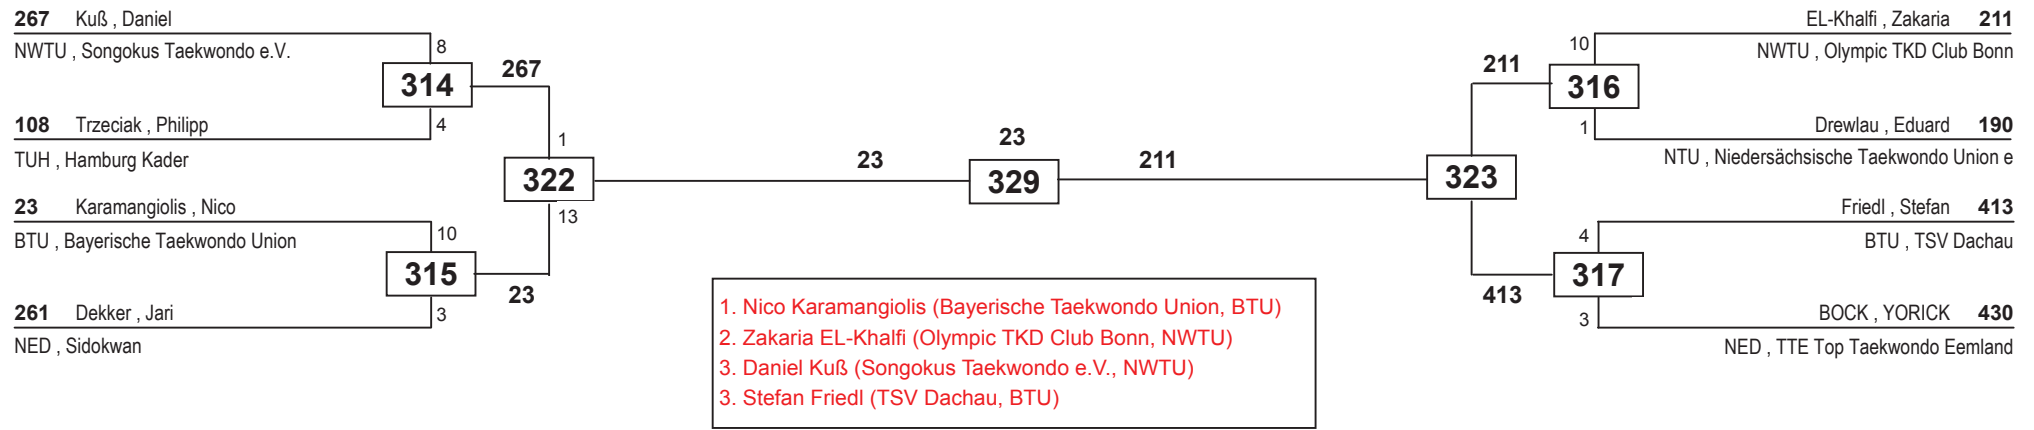 267 Kuß , Daniel
NWTU , Songokus Taekwondo e.V.
8
314
267
4
108 Trzeciak , Philipp
TUH , Hamburg Kader
1
322
13
23 Karamangiolis , Nico
BTU , Bayerische Taekwondo Union
10
315
23
3
261 Dekker , Jari
NED , Sidokwan
23
23
329
211
EL-Khalfi , Zakaria 211
NWTU , Olympic TKD Club Bonn
10
211
316
1
Drewlau , Eduard 190
NTU , Niedersächsische Taekwondo Union e
323
Friedl , Stefan 413
BTU , TSV Dachau
4
317
413
3
BOCK , YORICK 430
NED , TTE Top Taekwondo Eemland
1. Nico Karamangiolis (Bayerische Taekwondo Union, BTU)
2. Zakaria EL-Khalfi (Olympic TKD Club Bonn, NWTU)
3. Daniel Kuß (Songokus Taekwondo e.V., NWTU)
3. Stefan Friedl (TSV Dachau, BTU)